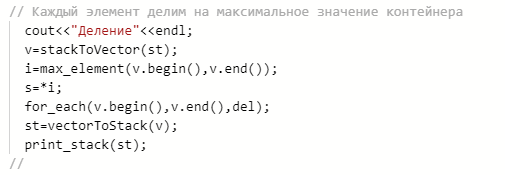 // Каждый элемент делим на максимальное значение контейнера
cout<<"Деление"<<endl;
v=stackToVector(st);
i=max_element(v.begin(),v.end());
s=*i;
for_each(v.begin(),v.end(),del);
st=vectorToStack(v);
print_stack(st);
//